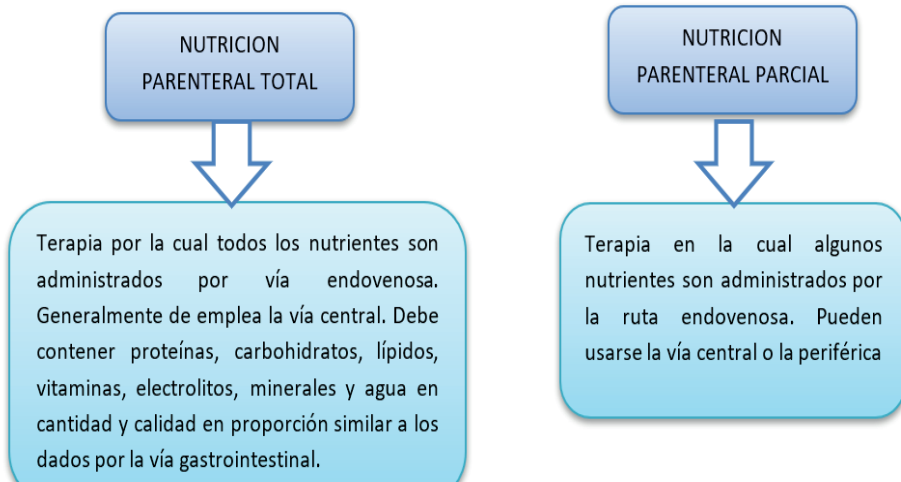 NUTRICION
PARENTERAL TOTAL
Terapia por la cual todos los nutrientes son
administrados por vía endovenosa.
Generalmente de emplea la vía central. Debe
contener proteínas, carbohidratos, lípidos,
vitaminas, electrolitos, minerales y agua en
cantidad y calidad en proporción similar a los
dados por la vía gastrointestinal.
NUTRICION
PARENTERAL PARCIAL
Terapia en la cual algunos
nutrientes son administrados por
la ruta endovenosa. Pueden
usarse la vía central o la periférica